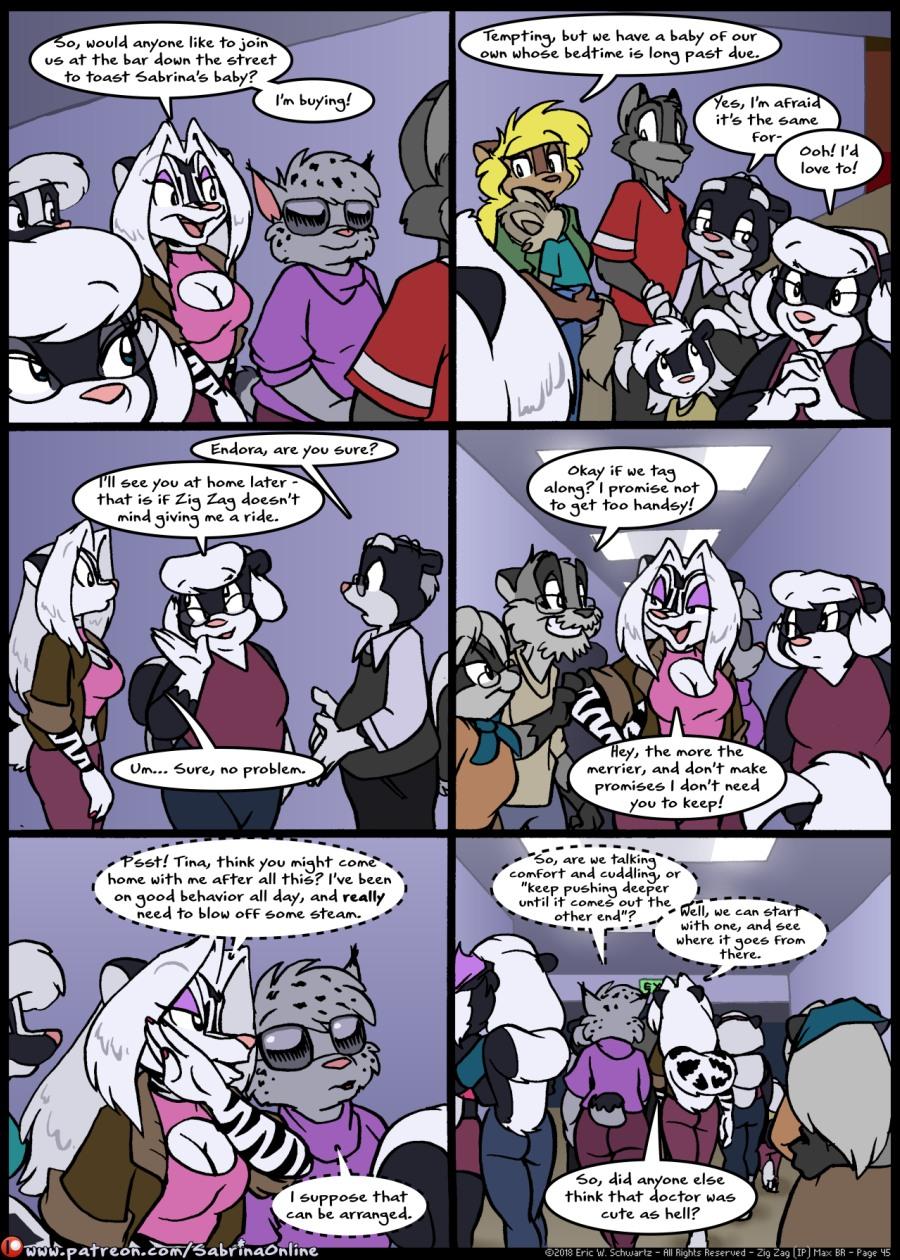 So, would anyone like to join
us at the bar down the street
to toast Sabrina's baby?
I'm buying!
Tempting, but we have a baby of our
own whose bedtime is long past due.
Yes, I'm afraid
it's the same
for-
Ooh! I'd
love to!
Endora, are you sure?
I'll see you at home later -
that is if Zig Zag doesn't
mind giving me a ride.
Um... Sure, no problem.
Okay if we tag
along? I promise not
to get too handsy!
Hey, the more the
merrier, and don't make
promises I don't need
you to keep!
Psst! Tina, think you might come
home with me after all this? I've been
on good behavior all day, and really
need to blow off some steam.
I suppose that
can be arranged.
So, are we talking
comfort and cuddling, or
"keep pushing deeper
until it comes out the
other end"?
Well, we can start
with one, and see
where it goes from
there.
So, did anyone else
think that doctor was
cute as hell?
www.patreon.com/SabrinaOnline
©2018 Eric W. Schwartz - All Rights Reserved - Zig Zag (IP) Max BR - Page 45